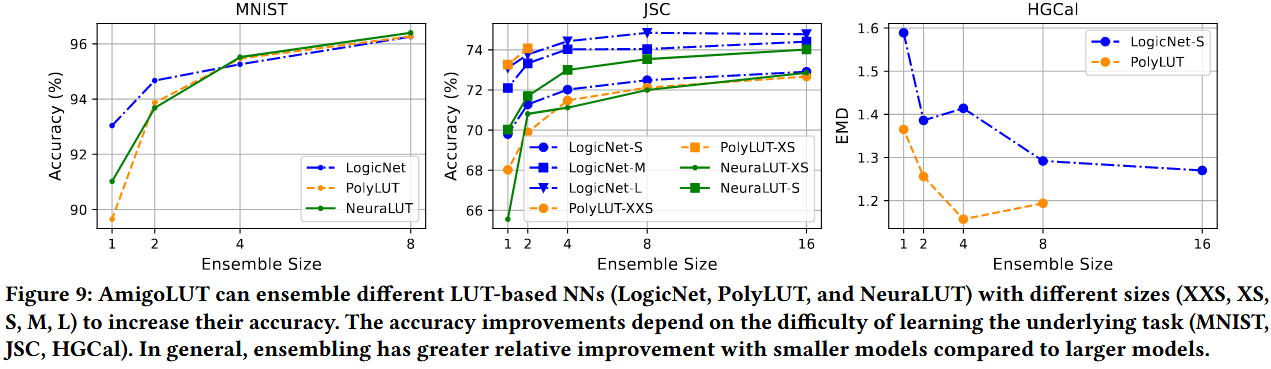 MNIST
96
94
92
90
Accuracy (%)
LogicNet
PolyLUT
NeuraLUT
1 2 4 8
Ensemble Size
JSC
74
72
70
68
66
Accuracy (%)
LogicNet-S
LogicNet-M
LogicNet-L
PolyLUT-XXS
PolyLUT-XS
NeuraLUT-XS
NeuraLUT-S
1 2 4 8 16
Ensemble Size
HGCal
1.6
1.5
1.4
1.3
1.2
EMD
LogicNet-S
PolyLUT
1 2 4 8 16
Ensemble Size
Figure 9: AmigoLUT can ensemble different LUT-based NNs (LogicNet, PolyLUT, and NeuraLUT) with different sizes (XXS, XS,
S, M, L) to increase their accuracy. The accuracy improvements depend on the difficulty of learning the underlying task (MNIST,
JSC, HGCal). In general, ensembling has greater relative improvement with smaller models compared to larger models.